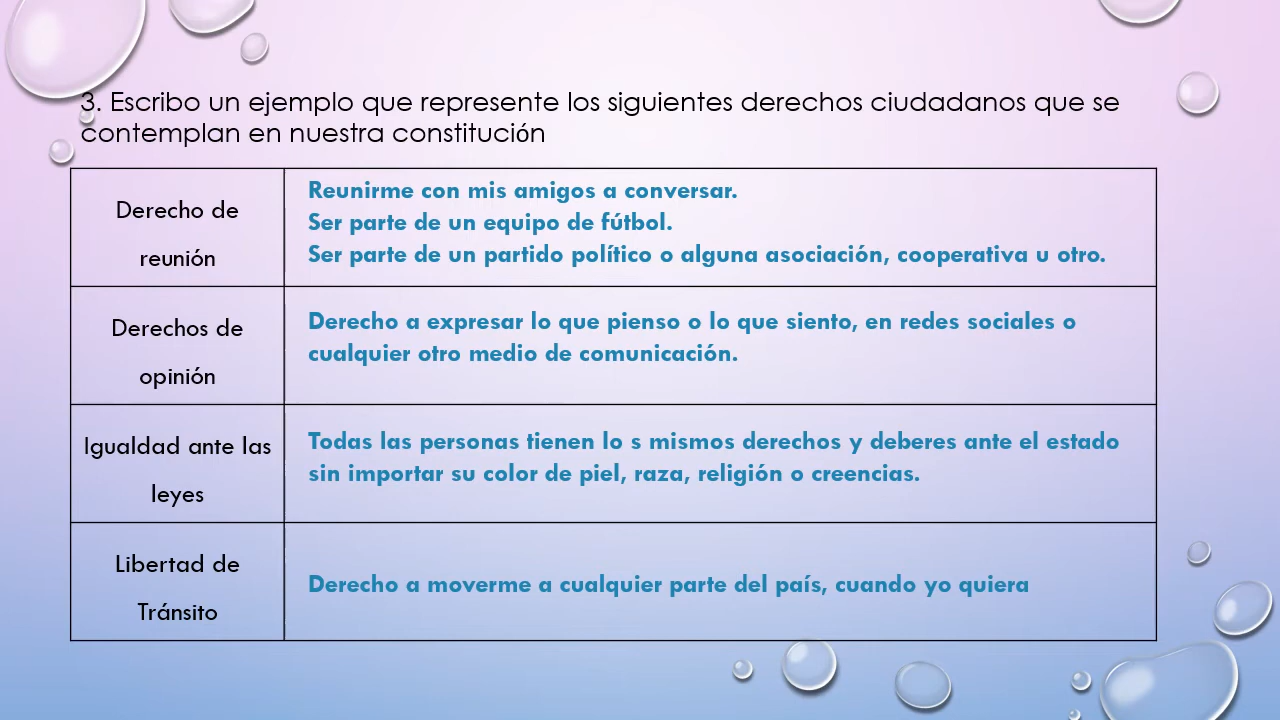 3. Escribo un ejemplo que represente los siguientes derechos ciudadanos que se
contemplan en nuestra constitución
Derecho de
reunión
Reunirme con mis amigos a conversar.
Ser parte de un equipo de fútbol.
Ser parte de un partido político o alguna asociación, cooperativa u otro.
Derechos de
opinión
Derecho a expresar lo que pienso o lo que siento, en redes sociales o
cualquier otro medio de comunicación.
Igualdad ante las
leyes
Todas las personas tienen lo s mismos derechos y deberes ante el estado
sin importar su color de piel, raza, religión o creencias.
Libertad de
Tránsito
Derecho a moverme a cualquier parte del país, cuando yo quiera